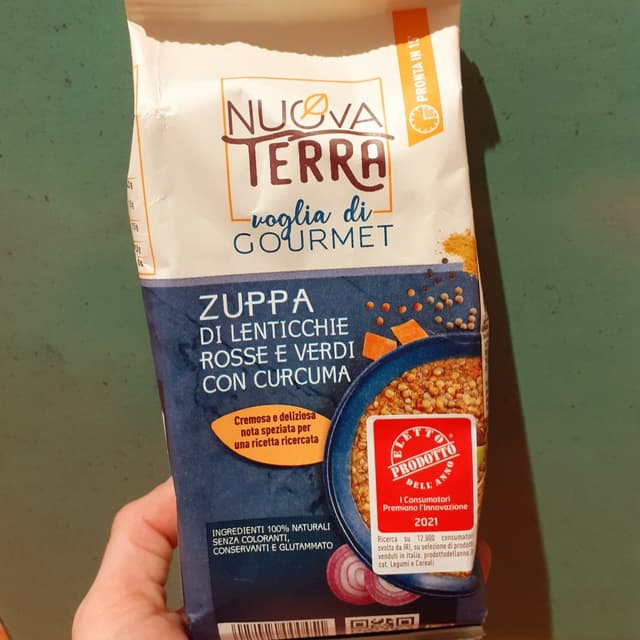 PRONTA IN 12
NUOVA
TERRA
voglia di
GOURMET
ZUPPA
DI LENTICCHIE
ROSSE E VERDI
CON CURCUMA
Cremosa e deliziosa
nota speziata per
una ricetta ricercata
ELETTO
PRODOTTO
DELL'ANNO
®
I Consumatori
Premiano l'Innovazione
2021
Ricerca su 12.000 consumatori
svolta da IRI, su selezione di prodotti
venduti in Italia. prodottodellanno.it
cat. Legumi e Cereali
INGREDIENTI 100% NATURALI
SENZA COLORANTI,
CONSERVANTI E GLUTAMMATO